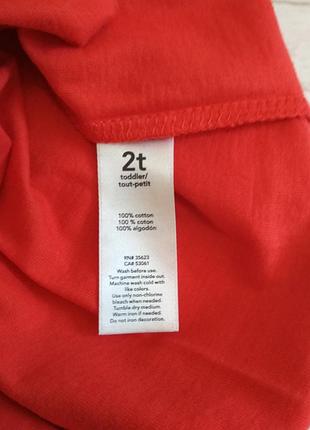 2t
toddler/
tout-petit
100% cotton
100 % coton
100% algodón
RN# 35623
CA# 53061
Wash before use.
Turn garment inside out.
Machine wash cold with
like colors.
Use only non-chlorine
bleach when needed.
Tumble dry medium.
Warm iron if needed.
Do not iron decoration.